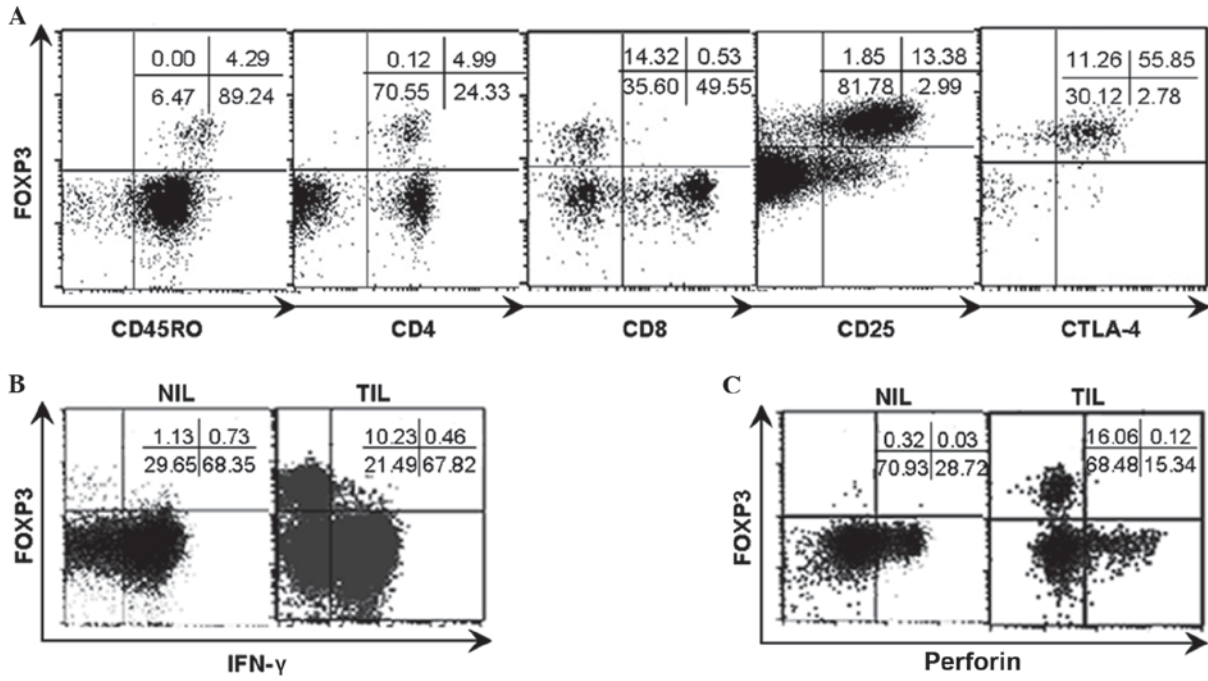 A
FOXP3
0.00 4.29
6.47 89.24
CD45RO
0.12 4.99
70.55 24.33
CD4
14.32 0.53
35.60 49.55
CD8
1.85 13.38
81.78 2.99
CD25
11.26 55.85
30.12 2.78
CTLA-4
B
FOXP3
NIL
1.13 0.73
29.65 68.35
TIL
10.23 0.46
21.49 67.82
IFN-γ
C
FOXP3
NIL
0.32 0.03
70.93 28.72
TIL
16.06 0.12
68.48 15.34
Perforin